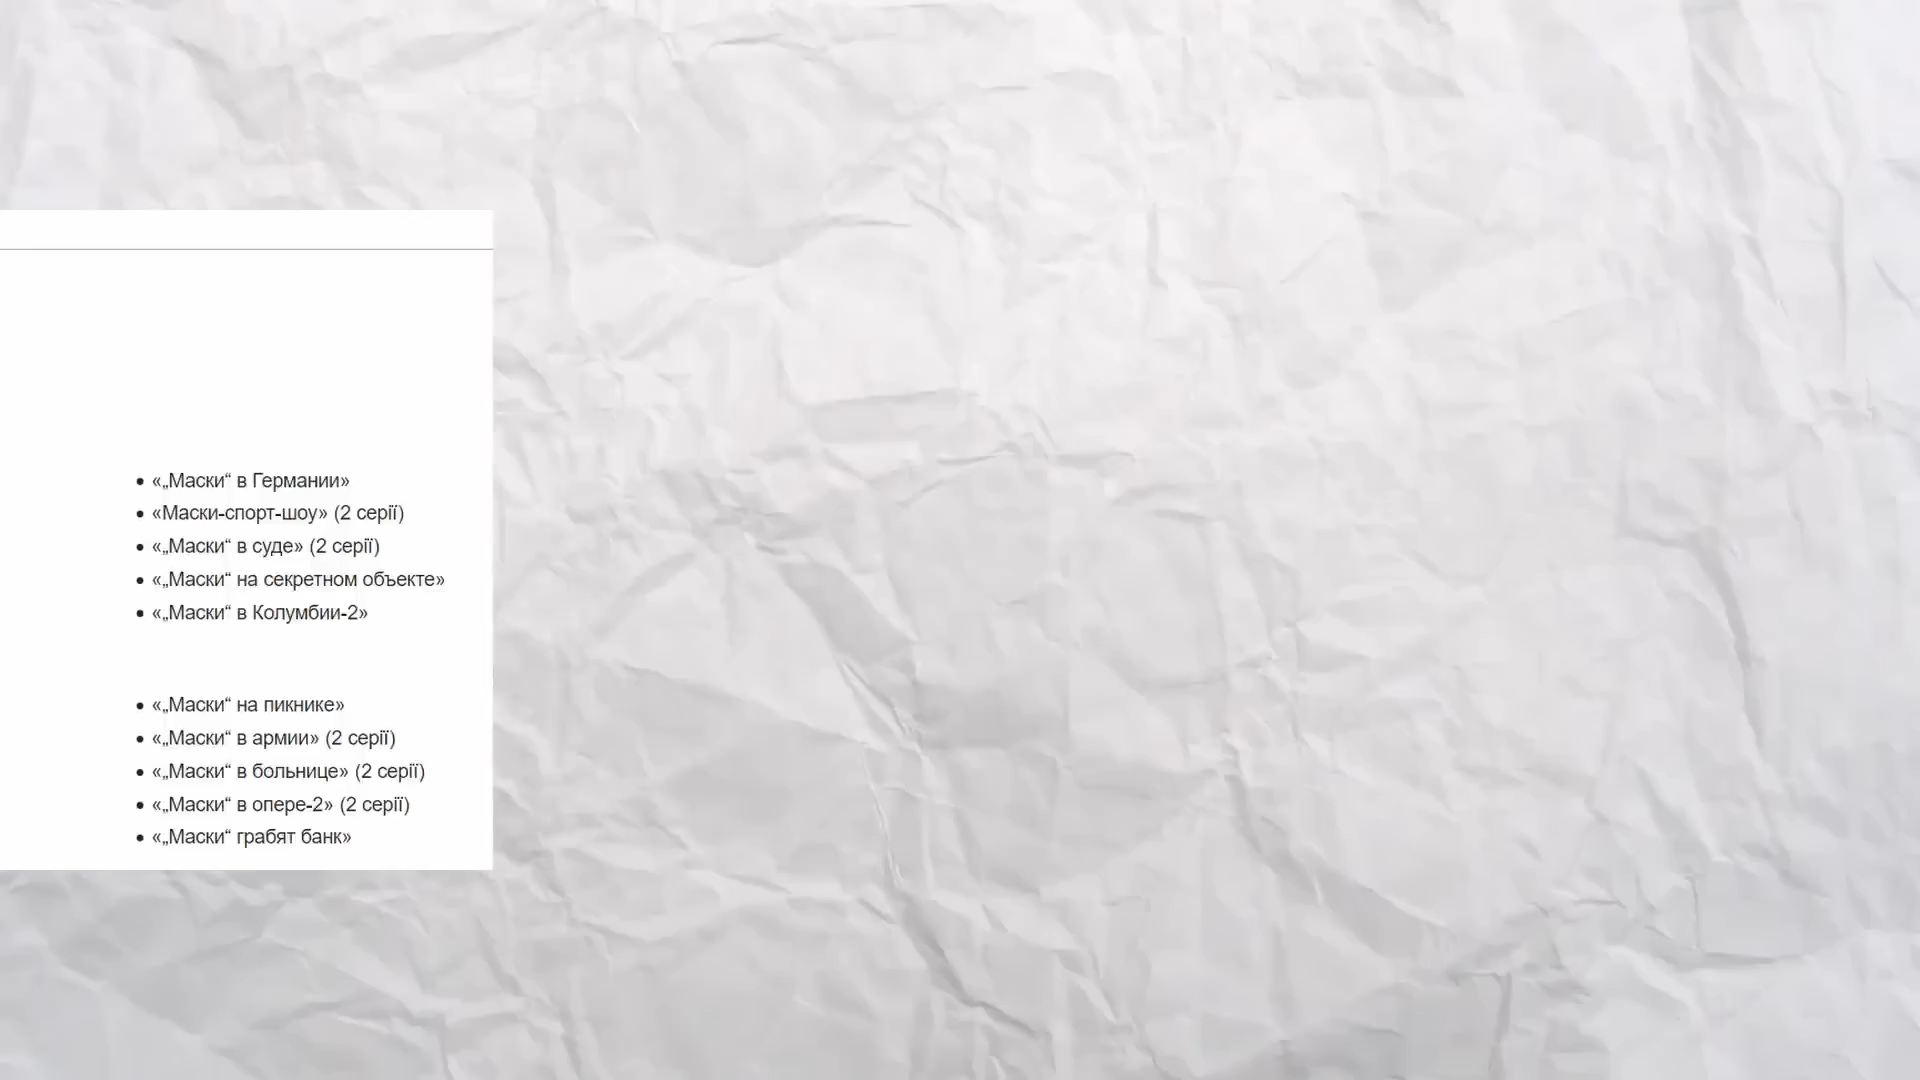 • «„Маски“ в Германии»
• «Маски-спорт-шоу» (2 серії)
• «„Маски“ в суде» (2 серії)
• «„Маски“ на секретном объекте»
• «„Маски“ в Колумбии-2»
• «„Маски“ на пикнике»
• «„Маски“ в армии» (2 серії)
• «„Маски“ в больнице» (2 серії)
• «„Маски“ в опере-2» (2 серії)
• «„Маски“ грабят банк»